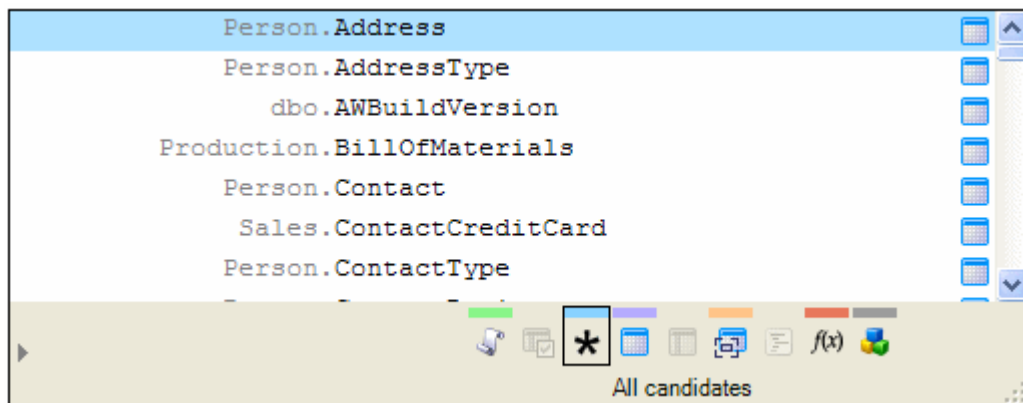 Person.Address
Person.AddressType
dbo.AWBuildVersion
Production.BillOfMaterials
Person.Contact
Sales.ContactCreditCard
Person.ContactType
* f(x)
All candidates